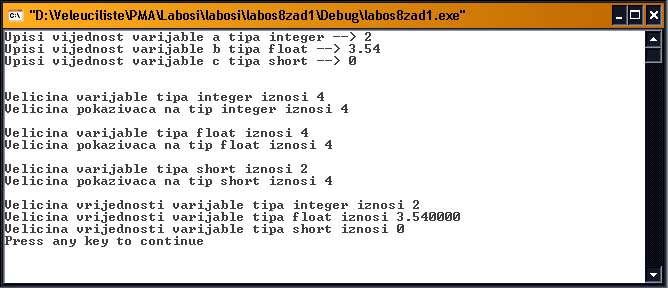 "D:\Veleuciliste\PMA\Labosi\labosi\labos8zad1\Debug\labos8zad1.exe"
Upisi vijednost varijable a tipa integer --> 2
Upisi vijednost varijable b tipa float --> 3.54
Upisi vijednost varijable c tipa short --> 0
Velicina varijable tipa integer iznosi 4
Velicina pokazivaca na tip integer iznosi 4
Velicina varijable tipa float iznosi 4
Velicina pokazivaca na tip float iznosi 4
Velicina varijable tipa short iznosi 2
Velicina pokazivaca na tip short iznosi 4
Velicina vrijednosti varijable tipa integer iznosi 2
Velicina vrijednosti varijable tipa float iznosi 3.540000
Velicina vrijednosti varijable tipa short iznosi 0
Press any key to continue